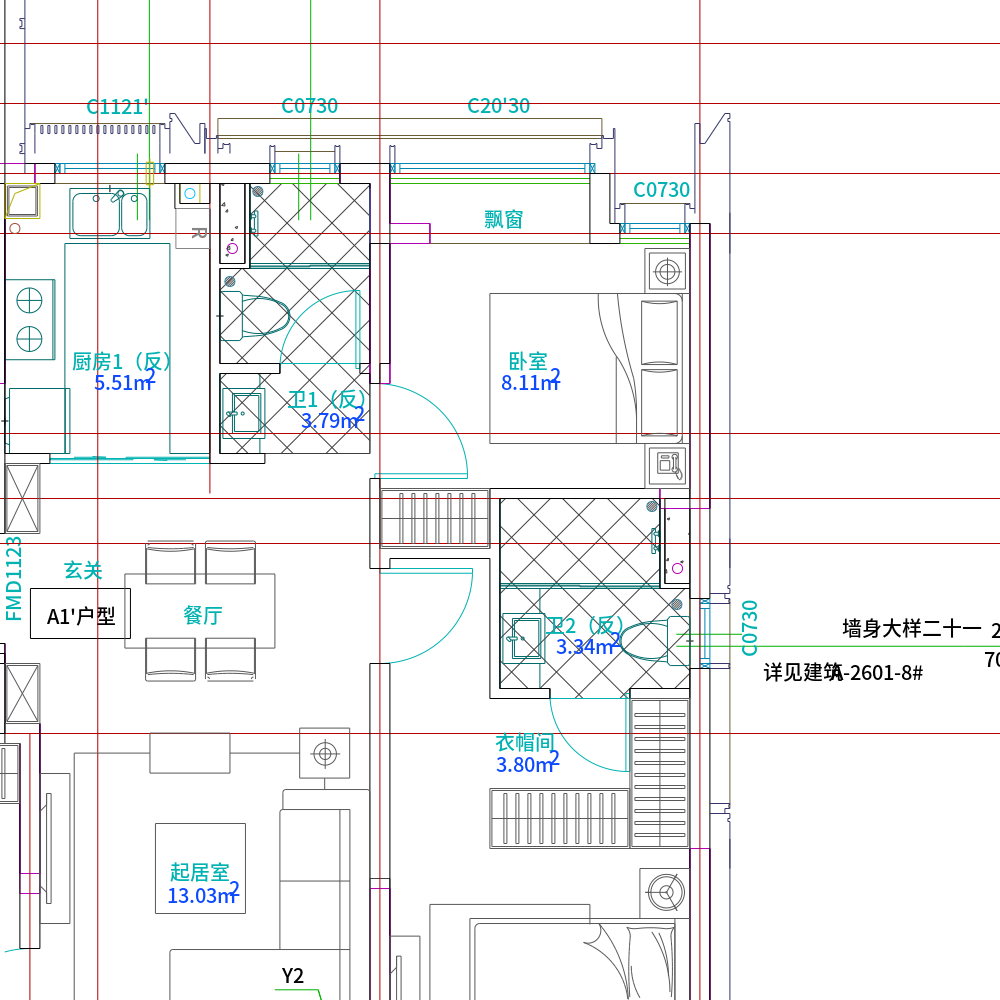 C1121'
C0730
C20'30
C0730
飘窗
R
厨房1（反）
5.51m2
卧室
8.11m2
卫1（反）
3.79m2
FMD1123
玄关
A1'户型
餐厅
卫2（反）
3.34m2
C0730
墙身大样二十一
2
70
详见建筑A-2601-8#
衣帽间
3.80m2
起居室
13.03m2
Y2